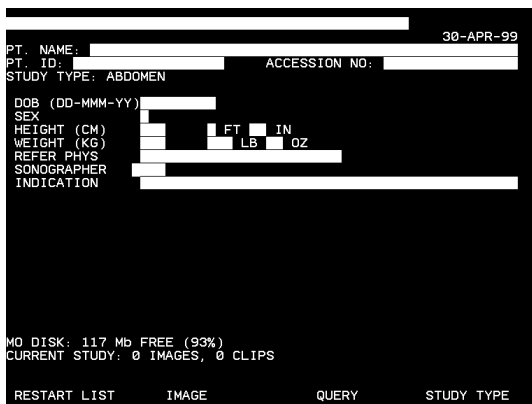 30-APR-99
PT. NAME:
PT. ID: ACCESSION NO:
STUDY TYPE: ABDOMEN
DOB (DD-MMM-YY)
SEX
HEIGHT (CM) FT IN
WEIGHT (KG) LB OZ
REFER PHYS
SONOGRAPHER
INDICATION
MO DISK: 117 Mb FREE (93%)
CURRENT STUDY: 0 IMAGES, 0 CLIPS
RESTART LIST IMAGE QUERY STUDY TYPE